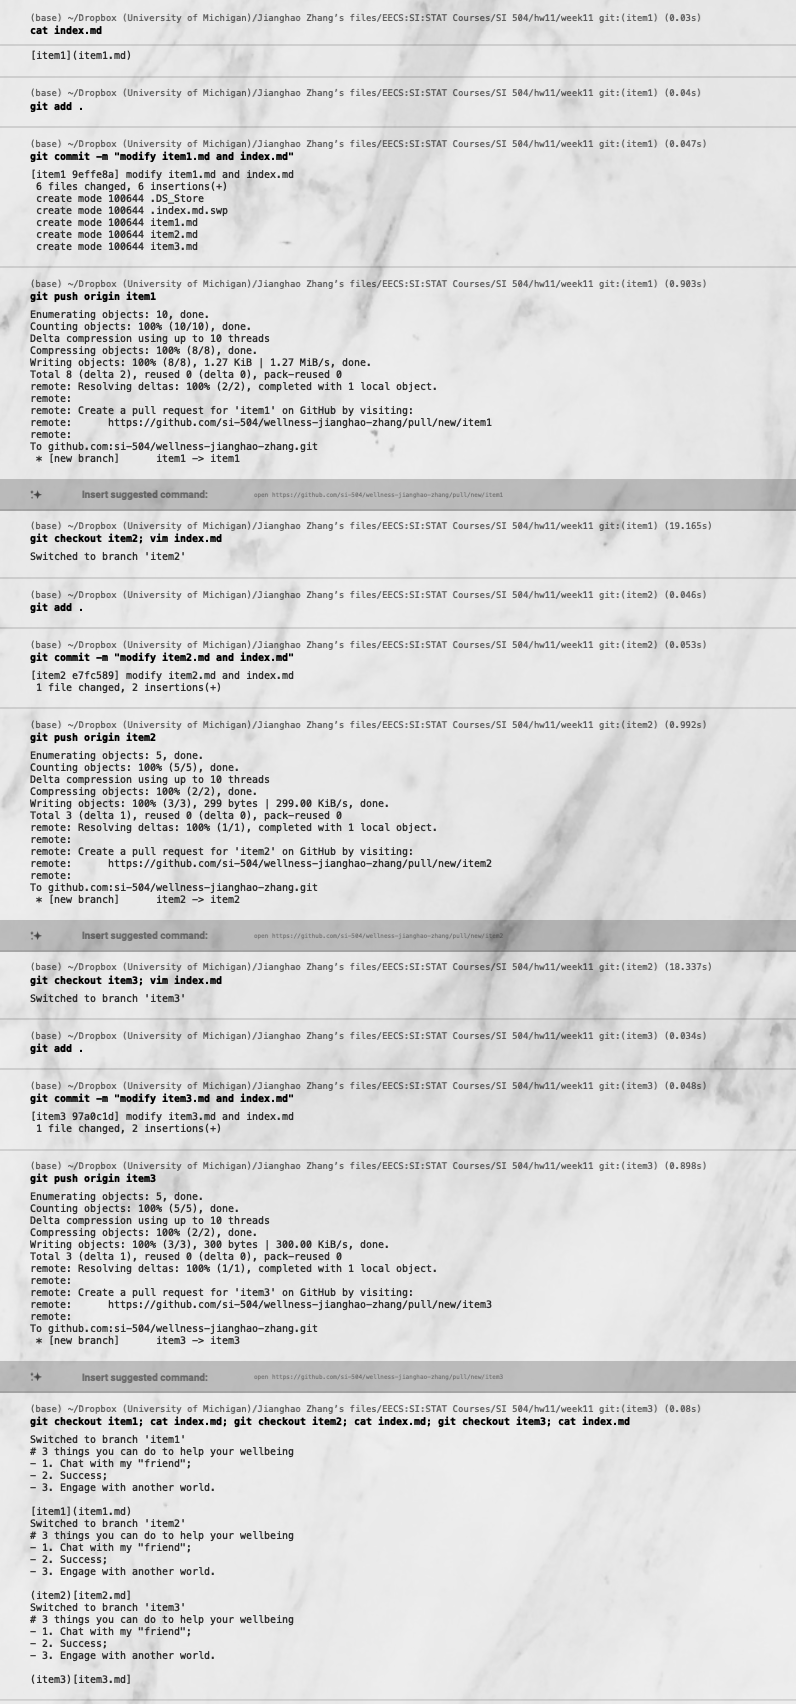 (base) ~/Dropbox (University of Michigan)/Jianghao Zhang's files/EECS:SI:STAT Courses/SI 504/hw11/week11 git:(item1) (0.03s)
cat index.md
[item1](item1.md)
(base) ~/Dropbox (University of Michigan)/Jianghao Zhang's files/EECS:SI:STAT Courses/SI 504/hw11/week11 git:(item1) (0.04s)
git add .
(base) ~/Dropbox (University of Michigan)/Jianghao Zhang's files/EECS:SI:STAT Courses/SI 504/hw11/week11 git:(item1) (0.047s)
git commit -m "modify item1.md and index.md"
[item1 9effe8a] modify item1.md and index.md
6 files changed, 6 insertions(+)
create mode 100644 .DS_Store
create mode 100644 .index.md.swp
create mode 100644 item1.md
create mode 100644 item2.md
create mode 100644 item3.md
(base) ~/Dropbox (University of Michigan)/Jianghao Zhang's files/EECS:SI:STAT Courses/SI 504/hw11/week11 git:(item1) (0.903s)
git push origin item1
Enumerating objects: 10, done.
Counting objects: 100% (10/10), done.
Delta compression using up to 10 threads
Compressing objects: 100% (8/8), done.
Writing objects: 100% (8/8), 1.27 KiB | 1.27 MiB/s, done.
Total 8 (delta 2), reused 0 (delta 0), pack-reused 0
remote: Resolving deltas: 100% (2/2), completed with 1 local object.
remote:
remote: Create a pull request for 'item1' on GitHub by visiting:
remote:      https://github.com/si-504/wellness-jianghao-zhang/pull/new/item1
remote:
To github.com:si-504/wellness-jianghao-zhang.git
* [new branch]      item1 -> item1
Insert suggested command: open https://github.com/si-504/wellness-jianghao-zhang/pull/new/item1
(base) ~/Dropbox (University of Michigan)/Jianghao Zhang's files/EECS:SI:STAT Courses/SI 504/hw11/week11 git:(item1) (19.165s)
git checkout item2; vim index.md
Switched to branch 'item2'
(base) ~/Dropbox (University of Michigan)/Jianghao Zhang's files/EECS:SI:STAT Courses/SI 504/hw11/week11 git:(item2) (0.046s)
git add .
(base) ~/Dropbox (University of Michigan)/Jianghao Zhang's files/EECS:SI:STAT Courses/SI 504/hw11/week11 git:(item2) (0.053s)
git commit -m "modify item2.md and index.md"
[item2 e7fc589] modify item2.md and index.md
1 file changed, 2 insertions(+)
(base) ~/Dropbox (University of Michigan)/Jianghao Zhang's files/EECS:SI:STAT Courses/SI 504/hw11/week11 git:(item2) (0.992s)
git push origin item2
Enumerating objects: 5, done.
Counting objects: 100% (5/5), done.
Delta compression using up to 10 threads
Compressing objects: 100% (2/2), done.
Writing objects: 100% (3/3), 299 bytes | 299.00 KiB/s, done.
Total 3 (delta 1), reused 0 (delta 0), pack-reused 0
remote: Resolving deltas: 100% (1/1), completed with 1 local object.
remote:
remote: Create a pull request for 'item2' on GitHub by visiting:
remote:      https://github.com/si-504/wellness-jianghao-zhang/pull/new/item2
remote:
To github.com:si-504/wellness-jianghao-zhang.git
* [new branch]      item2 -> item2
Insert suggested command: open https://github.com/si-504/wellness-jianghao-zhang/pull/new/item2
(base) ~/Dropbox (University of Michigan)/Jianghao Zhang's files/EECS:SI:STAT Courses/SI 504/hw11/week11 git:(item2) (18.337s)
git checkout item3; vim index.md
Switched to branch 'item3'
(base) ~/Dropbox (University of Michigan)/Jianghao Zhang's files/EECS:SI:STAT Courses/SI 504/hw11/week11 git:(item3) (0.034s)
git add .
(base) ~/Dropbox (University of Michigan)/Jianghao Zhang's files/EECS:SI:STAT Courses/SI 504/hw11/week11 git:(item3) (0.048s)
git commit -m "modify item3.md and index.md"
[item3 97a0c1d] modify item3.md and index.md
1 file changed, 2 insertions(+)
(base) ~/Dropbox (University of Michigan)/Jianghao Zhang's files/EECS:SI:STAT Courses/SI 504/hw11/week11 git:(item3) (0.898s)
git push origin item3
Enumerating objects: 5, done.
Counting objects: 100% (5/5), done.
Delta compression using up to 10 threads
Compressing objects: 100% (2/2), done.
Writing objects: 100% (3/3), 300 bytes | 300.00 KiB/s, done.
Total 3 (delta 1), reused 0 (delta 0), pack-reused 0
remote: Resolving deltas: 100% (1/1), completed with 1 local object.
remote:
remote: Create a pull request for 'item3' on GitHub by visiting:
remote:      https://github.com/si-504/wellness-jianghao-zhang/pull/new/item3
remote:
To github.com:si-504/wellness-jianghao-zhang.git
* [new branch]      item3 -> item3
Insert suggested command: open https://github.com/si-504/wellness-jianghao-zhang/pull/new/item3
(base) ~/Dropbox (University of Michigan)/Jianghao Zhang's files/EECS:SI:STAT Courses/SI 504/hw11/week11 git:(item3) (0.08s)
git checkout item1; cat index.md; git checkout item2; cat index.md; git checkout item3; cat index.md
Switched to branch 'item1'
# 3 things you can do to help your wellbeing
- 1. Chat with my "friend";
- 2. Success;
- 3. Engage with another world.
[item1](item1.md)
Switched to branch 'item2'
# 3 things you can do to help your wellbeing
- 1. Chat with my "friend";
- 2. Success;
- 3. Engage with another world.
(item2)[item2.md]
Switched to branch 'item3'
# 3 things you can do to help your wellbeing
- 1. Chat with my "friend";
- 2. Success;
- 3. Engage with another world.
(item3)[item3.md]